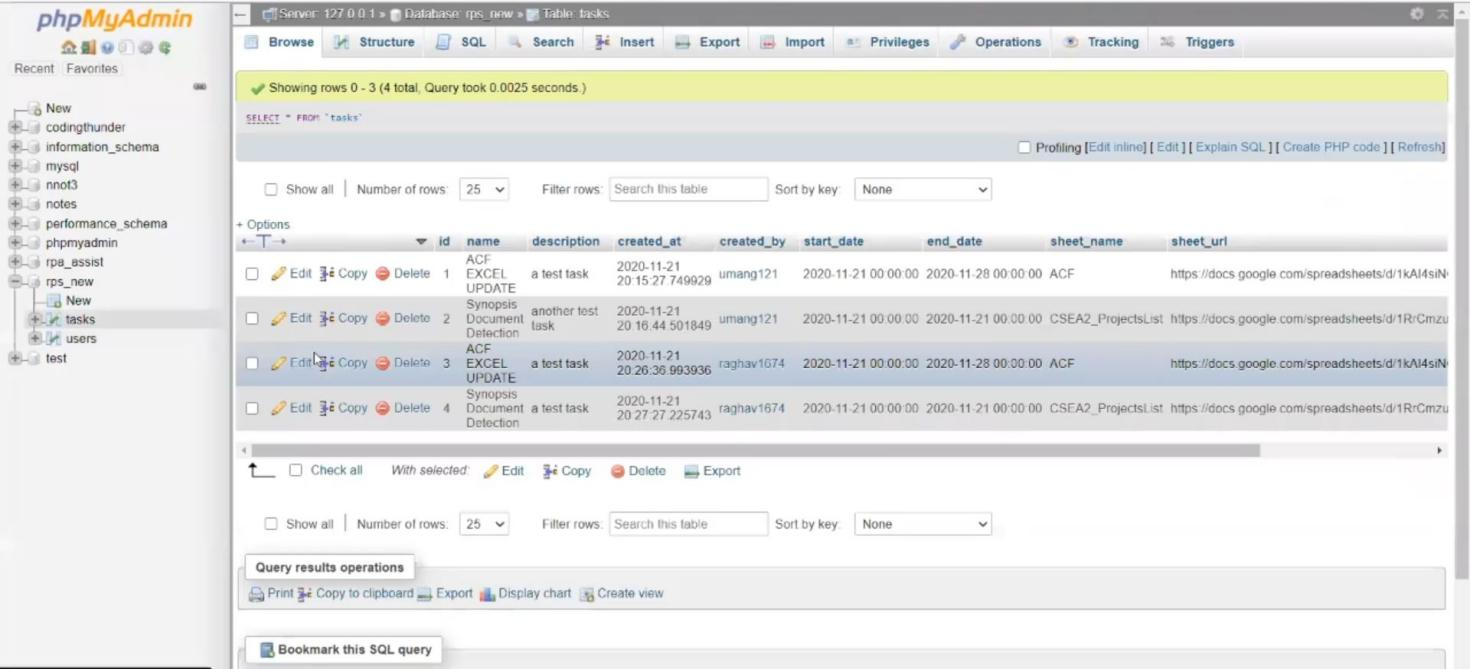 phpMyAdmin
Recent Favorites
New
codingthunder
information_schema
mysql
nnot3
notes
performance_schema
phpmyadmin
rpa_assist
rps_new
New
tasks
users
test
Server: 127.0.0.1 » Database: rps_new » Table: tasks
Browse Structure SQL Search Insert Export Import Privileges Operations Tracking Triggers
Showing rows 0 - 3 (4 total, Query took 0.0025 seconds.)
SELECT * FROM `tasks`
Profiling [Edit inline] [ Edit ] [ Explain SQL ] [ Create PHP code ] [ Refresh]
Show all | Number of rows: 25 Filter rows: Search this table Sort by key: None
+ Options
←T→ id name description created_at created_by start_date end_date sheet_name sheet_url
ACF
EXCEL
UPDATE
Edit Copy Delete 1 a test task 2020-11-21 20:15:27.749929 umang121 2020-11-21 00:00:00 2020-11-28 00:00:00 ACF https://docs.google.com/spreadsheets/d/1kAl4siN
Synopsis
Document
Detection
Edit Copy Delete 2 another test task 2020-11-21 20:16:44.501849 umang121 2020-11-21 00:00:00 2020-11-21 00:00:00 CSEA2_ProjectsList https://docs.google.com/spreadsheets/d/1RrCmzu
ACF
EXCEL
UPDATE
Edit Copy Delete 3 a test task 2020-11-21 20:26:36.993936 raghav1674 2020-11-21 00:00:00 2020-11-28 00:00:00 ACF https://docs.google.com/spreadsheets/d/1kAl4siN
Synopsis
Document
Detection
Edit Copy Delete 4 a test task 2020-11-21 20:27:27.225743 raghav1674 2020-11-21 00:00:00 2020-11-21 00:00:00 CSEA2_ProjectsList https://docs.google.com/spreadsheets/d/1RrCmzu
Check all With selected: Edit Copy Delete Export
Show all | Number of rows: 25 Filter rows: Search this table Sort by key: None
Query results operations
Print Copy to clipboard Export Display chart Create view
Bookmark this SQL query